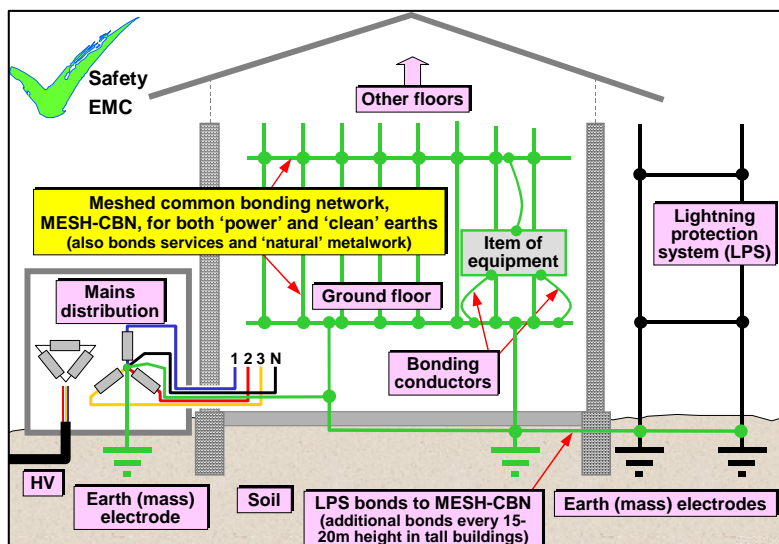 Safety
EMC
Other floors
Meshed common bonding network,
MESH-CBN, for both ‘power’ and ‘clean’ earths
(also bonds services and ‘natural’ metalwork)
Lightning
protection
system (LPS)
Item of
equipment
Mains
distribution
Ground floor
1 2 3 N
Bonding
conductors
HV
Earth (mass)
electrode
Soil
LPS bonds to MESH-CBN
(additional bonds every 15-
20m height in tall buildings)
Earth (mass) electrodes